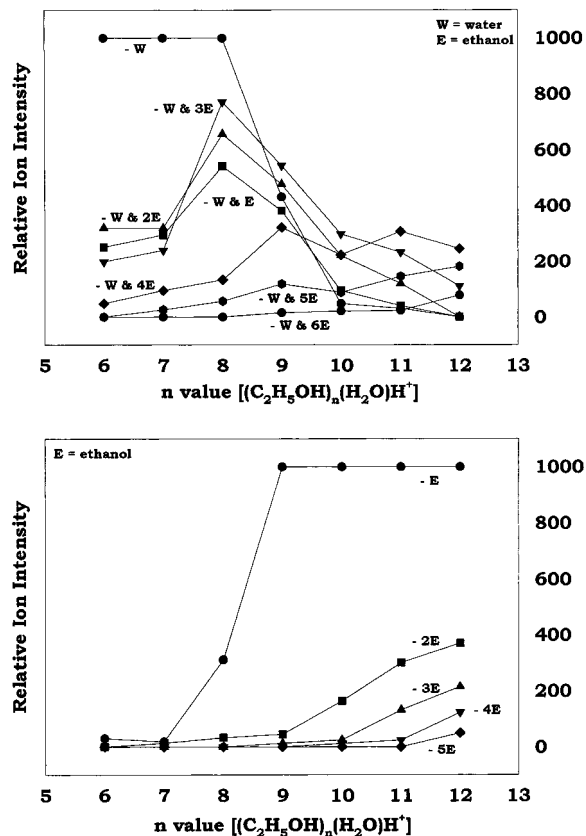 W = water
E = ethanol
- W
- W & 3E
- W & 2E
- W & E
- W & 4E
- W & 5E
- W & 6E
Relative Ion Intensity
1000
800
600
400
200
0
5 6 7 8 9 10 11 12 13
n value [(C₂H₅OH)ₙ(H₂O)H⁺]
E = ethanol
- E
- 2E
- 3E
- 4E
- 5E
Relative Ion Intensity
1000
800
600
400
200
0
5 6 7 8 9 10 11 12 13
n value [(C₂H₅OH)ₙ(H₂O)H⁺]